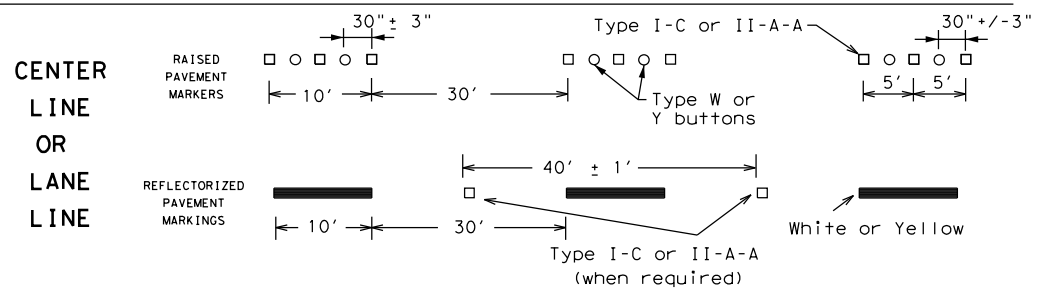 CENTER
LINE
OR
LANE
LINE
RAISED
PAVEMENT
MARKERS
30"± 3"
10'
30'
Type I-C or II-A-A
Type W or
Y buttons
30"+/-3"
5'
5'
REFLECTORIZED
PAVEMENT
MARKINGS
10'
30'
40' ± 1'
Type I-C or II-A-A
(when required)
White or Yellow